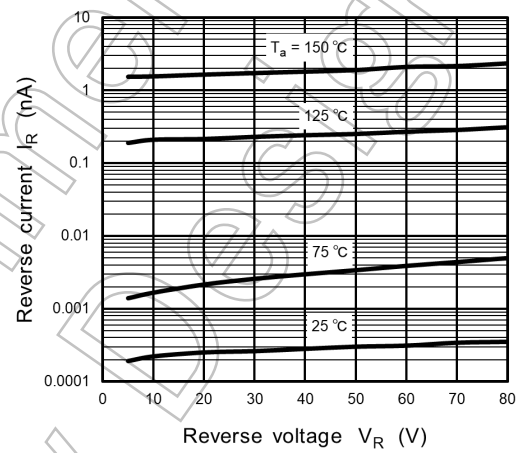 10
1
0.1
0.01
0.001
0.0001
Reverse current I_R (nA)
T_a = 150 °C
125 °C
75 °C
25 °C
0 10 20 30 40 50 60 70 80
Reverse voltage V_R (V)